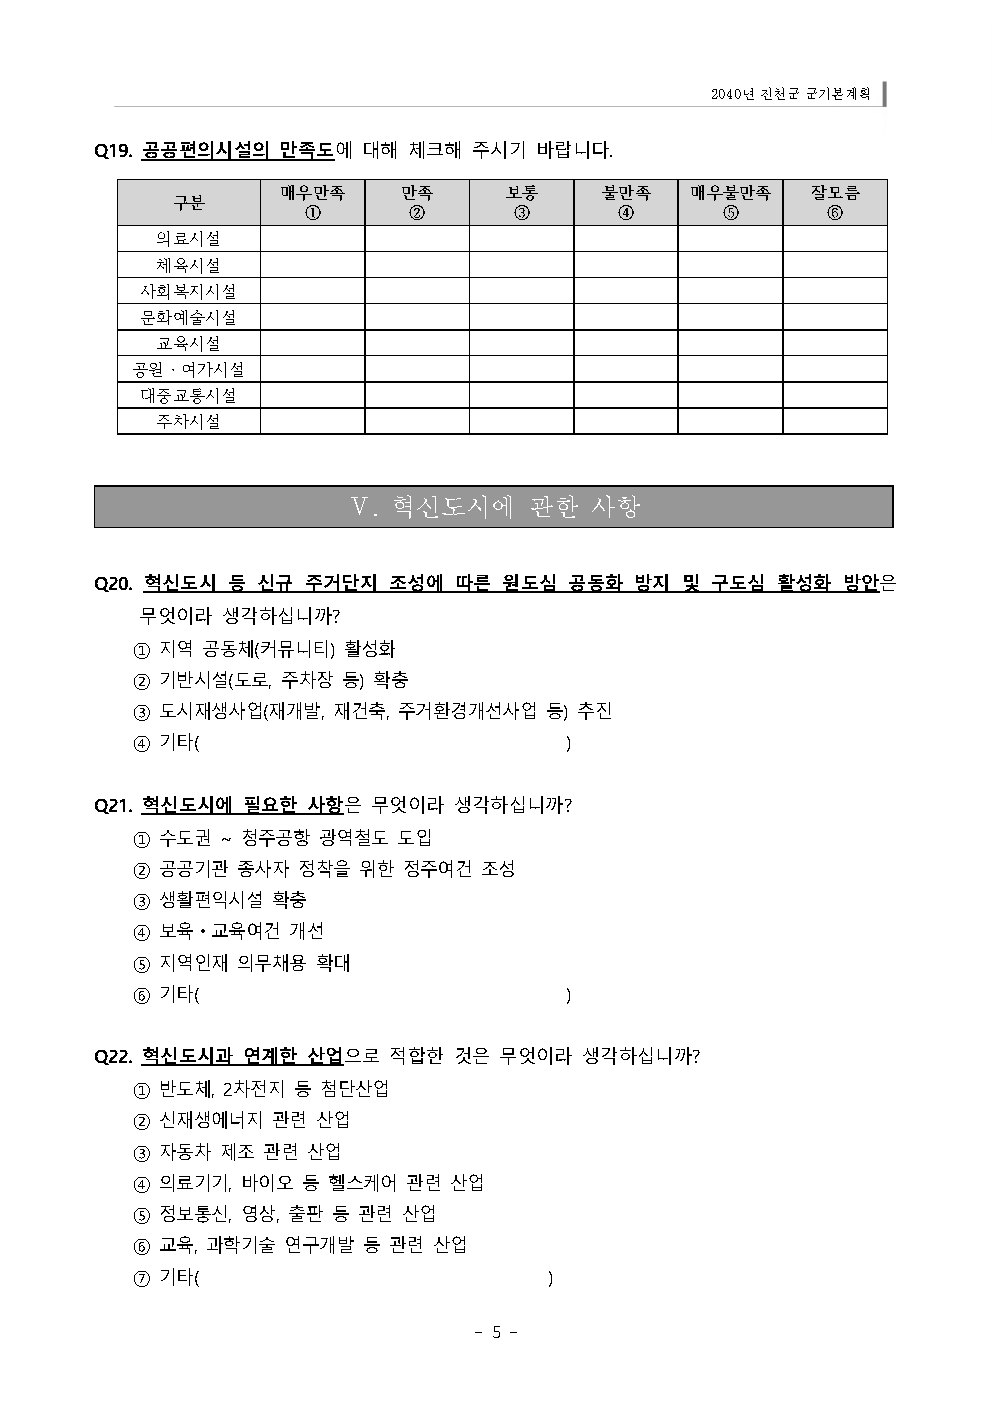 2040년 진천군 군기본계획
Q19. 공공편의시설의 만족도에 대해 체크해 주시기 바랍니다.
구분 매우만족 ① 만족 ② 보통 ③ 불만족 ④ 매우불만족 ⑤ 잘모름 ⑥
의료시설
체육시설
사회복지시설
문화예술시설
교육시설
공원·여가시설
대중교통시설
주차시설
Ⅴ. 혁신도시에 관한 사항
Q20. 혁신도시 등 신규 주거단지 조성에 따른 원도심 공동화 방지 및 구도심 활성화 방안은
무엇이라 생각하십니까?
① 지역 공동체(커뮤니티) 활성화
② 기반시설(도로, 주차장 등) 확충
③ 도시재생사업(재개발, 재건축, 주거환경개선사업 등) 추진
④ 기타( )
Q21. 혁신도시에 필요한 사항은 무엇이라 생각하십니까?
① 수도권 ~ 청주공항 광역철도 도입
② 공공기관 종사자 정착을 위한 정주여건 조성
③ 생활편익시설 확충
④ 보육•교육여건 개선
⑤ 지역인재 의무채용 확대
⑥ 기타( )
Q22. 혁신도시과 연계한 산업으로 적합한 것은 무엇이라 생각하십니까?
① 반도체, 2차전지 등 첨단산업
② 신재생에너지 관련 산업
③ 자동차 제조 관련 산업
④ 의료기기, 바이오 등 헬스케어 관련 산업
⑤ 정보통신, 영상, 출판 등 관련 산업
⑥ 교육, 과학기술 연구개발 등 관련 산업
⑦ 기타( )
- 5 -